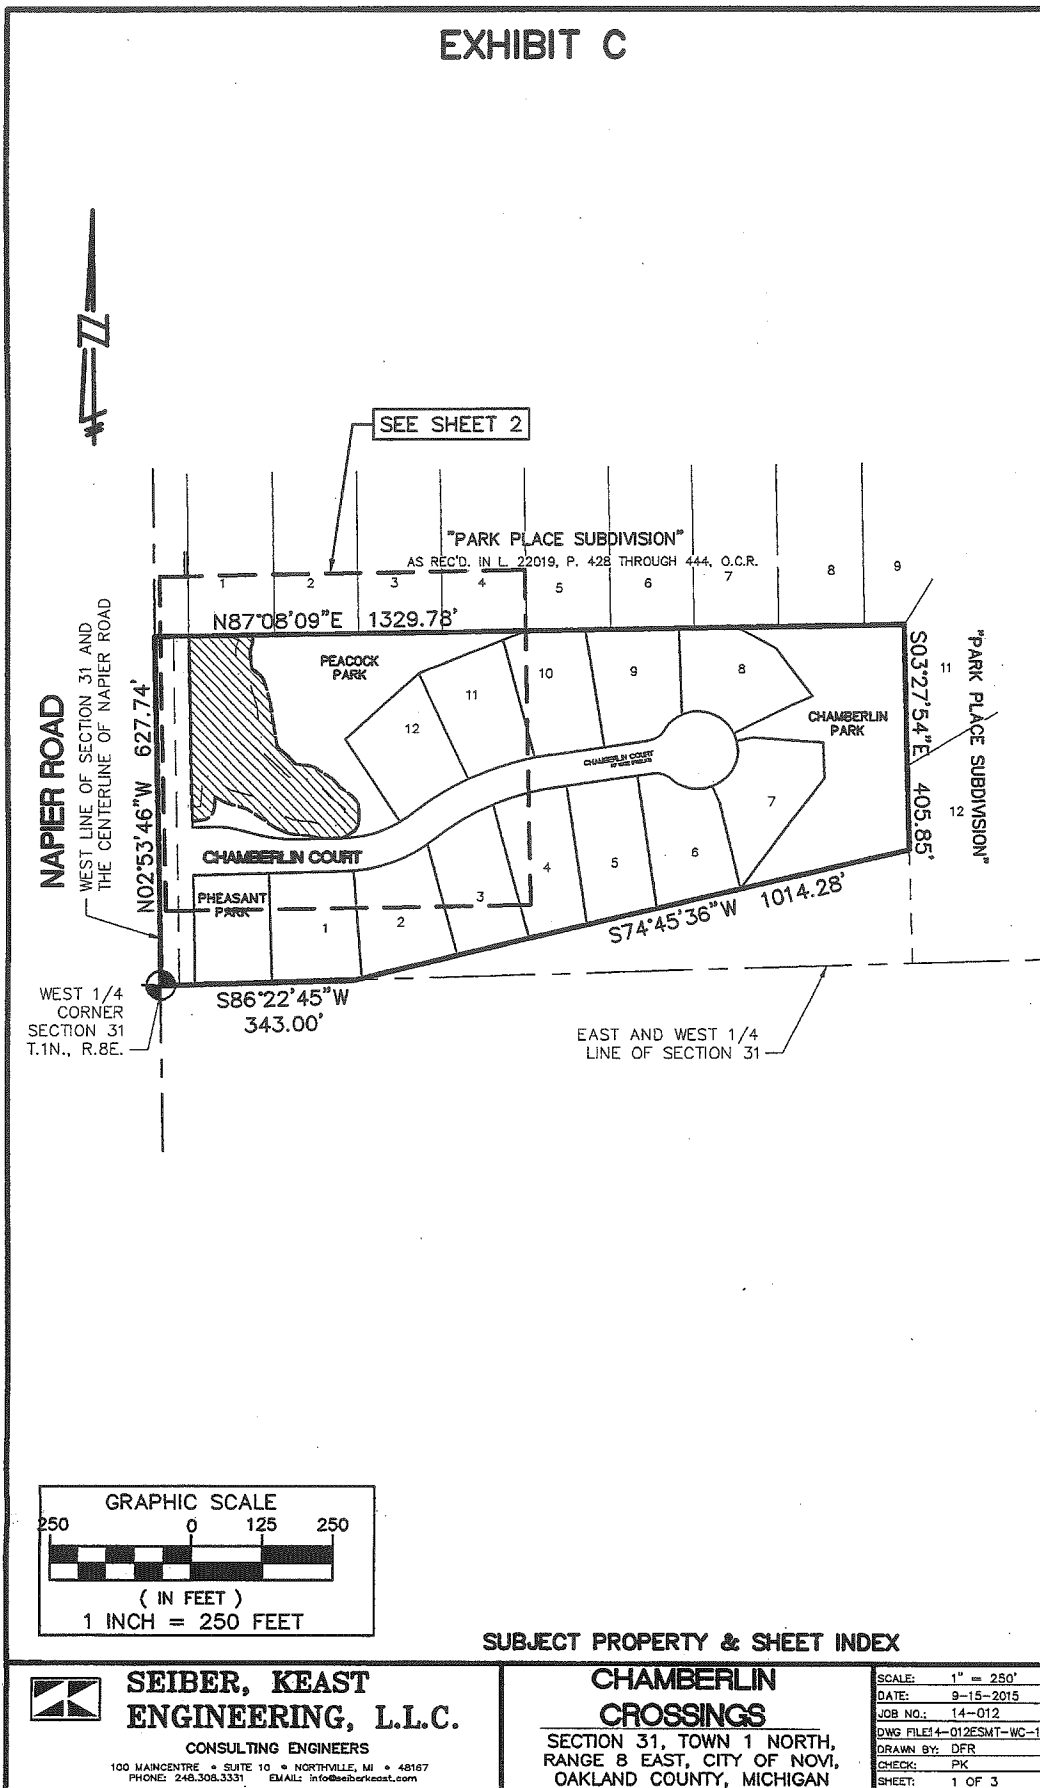 EXHIBIT C
SEE SHEET 2
"PARK PLACE SUBDIVISION"
AS REC'D. IN L. 22019, P. 428 THROUGH 444, O.C.R.
1
2
3
4
5
6
7
8
9
N87°08'09"E 1329.78'
NAPIER ROAD
WEST LINE OF SECTION 31 AND
THE CENTERLINE OF NAPIER ROAD
N02°53'46"W 627.74'
PEACOCK
PARK
12
11
10
9
8
CHAMBERLIN
PARK
S03°27'54"E 405.85'
"PARK PLACE SUBDIVISION"
11
12
CHAMBERLIN COURT
CHAMBERLIN COURT
PHEASANT
PARK
1
2
3
4
5
6
7
S74°45'36"W 1014.28'
S86°22'45"W
343.00'
WEST 1/4
CORNER
SECTION 31
T.1N., R.8E.
EAST AND WEST 1/4
LINE OF SECTION 31
GRAPHIC SCALE
250 0 125 250
( IN FEET )
1 INCH = 250 FEET
SUBJECT PROPERTY & SHEET INDEX
SEIBER, KEAST
ENGINEERING, L.L.C.
CONSULTING ENGINEERS
100 MAINCENTRE • SUITE 10 • NORTHVILLE, MI • 48167
PHONE: 248.308.3331 EMAIL: info@seiberkeast.com
CHAMBERLIN
CROSSINGS
SECTION 31, TOWN 1 NORTH,
RANGE 8 EAST, CITY OF NOVI,
OAKLAND COUNTY, MICHIGAN
SCALE: 1" = 250'
DATE: 9-15-2015
JOB NO.: 14-012
DWG FILE:14-012ESMT-WC-1
DRAWN BY: DFR
CHECK: PK
SHEET: 1 OF 3